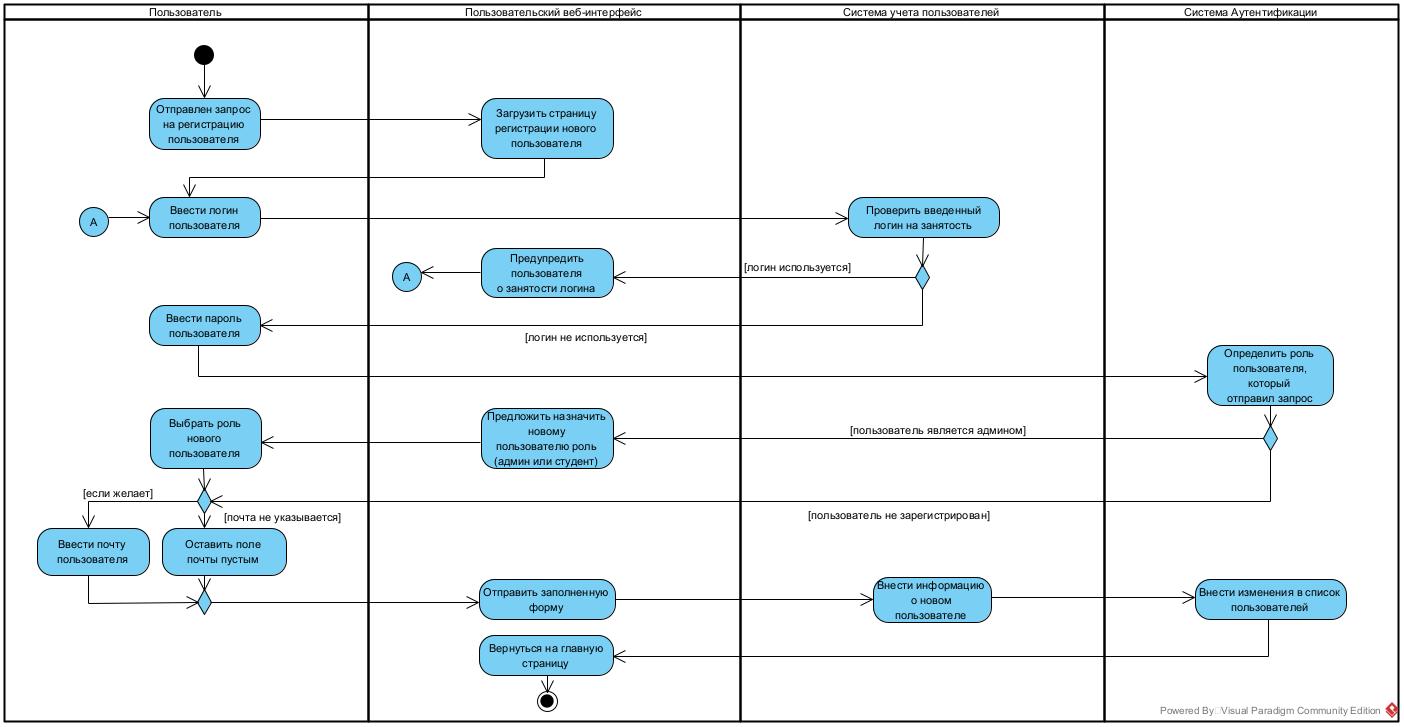 Пользователь
Пользовательский веб-интерфейс
Система учета пользователей
Система Аутентификации
Отправлен запрос
на регистрацию
пользователя
Загрузить страницу
регистрации нового
пользователя
A
Ввести логин
пользователя
Проверить введенный
логин на занятость
[логин используется]
Предупредить
пользователя
о занятости логина
A
Ввести пароль
пользователя
[логин не используется]
Определить роль
пользователя,
который
отправил запрос
[пользователь является админом]
Предложить назначить
новому
пользователю роль
(админ или студент)
Выбрать роль
нового
пользователя
[если желает]
[почта не указывается]
[пользователь не зарегистрирован]
Ввести почту
пользователя
Оставить поле
почты пустым
Отправить заполненную
форму
Внести информацию
о новом
пользователе
Внести изменения в список
пользователей
Вернуться на главную
страницу
Powered By Visual Paradigm Community Edition